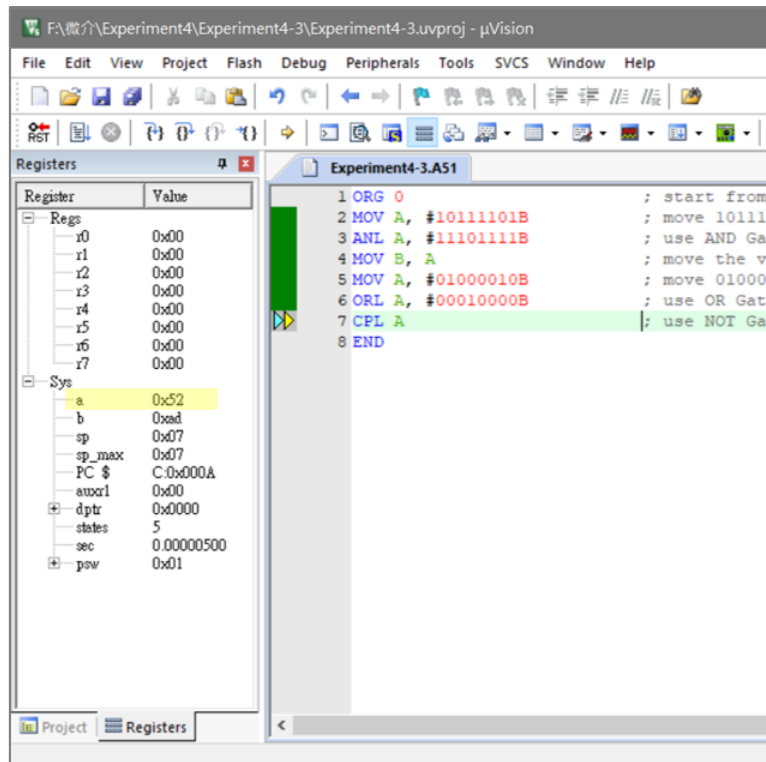 F:\微介\Experiment4\Experiment4-3\Experiment4-3.uvproj - µVision
File Edit View Project Flash Debug Peripherals Tools SVCS Window Help
RST
Registers
Experiment4-3.A51
Register Value
Regs
r0 0x00
r1 0x00
r2 0x00
r3 0x00
r4 0x00
r5 0x00
r6 0x00
r7 0x00
Sys
a 0x52
b 0xad
sp 0x07
sp_max 0x07
PC $ C:0x000A
auxr1 0x00
dptr 0x0000
states 5
sec 0.00000500
psw 0x01
1 ORG 0 ; start from
2 MOV A, #10111101B ; move 10111
3 ANL A, #11101111B ; use AND Ga
4 MOV B, A ; move the v
5 MOV A, #01000010B ; move 01000
6 ORL A, #00010000B ; use OR Gat
7 CPL A ; use NOT Ga
8 END
Project Registers